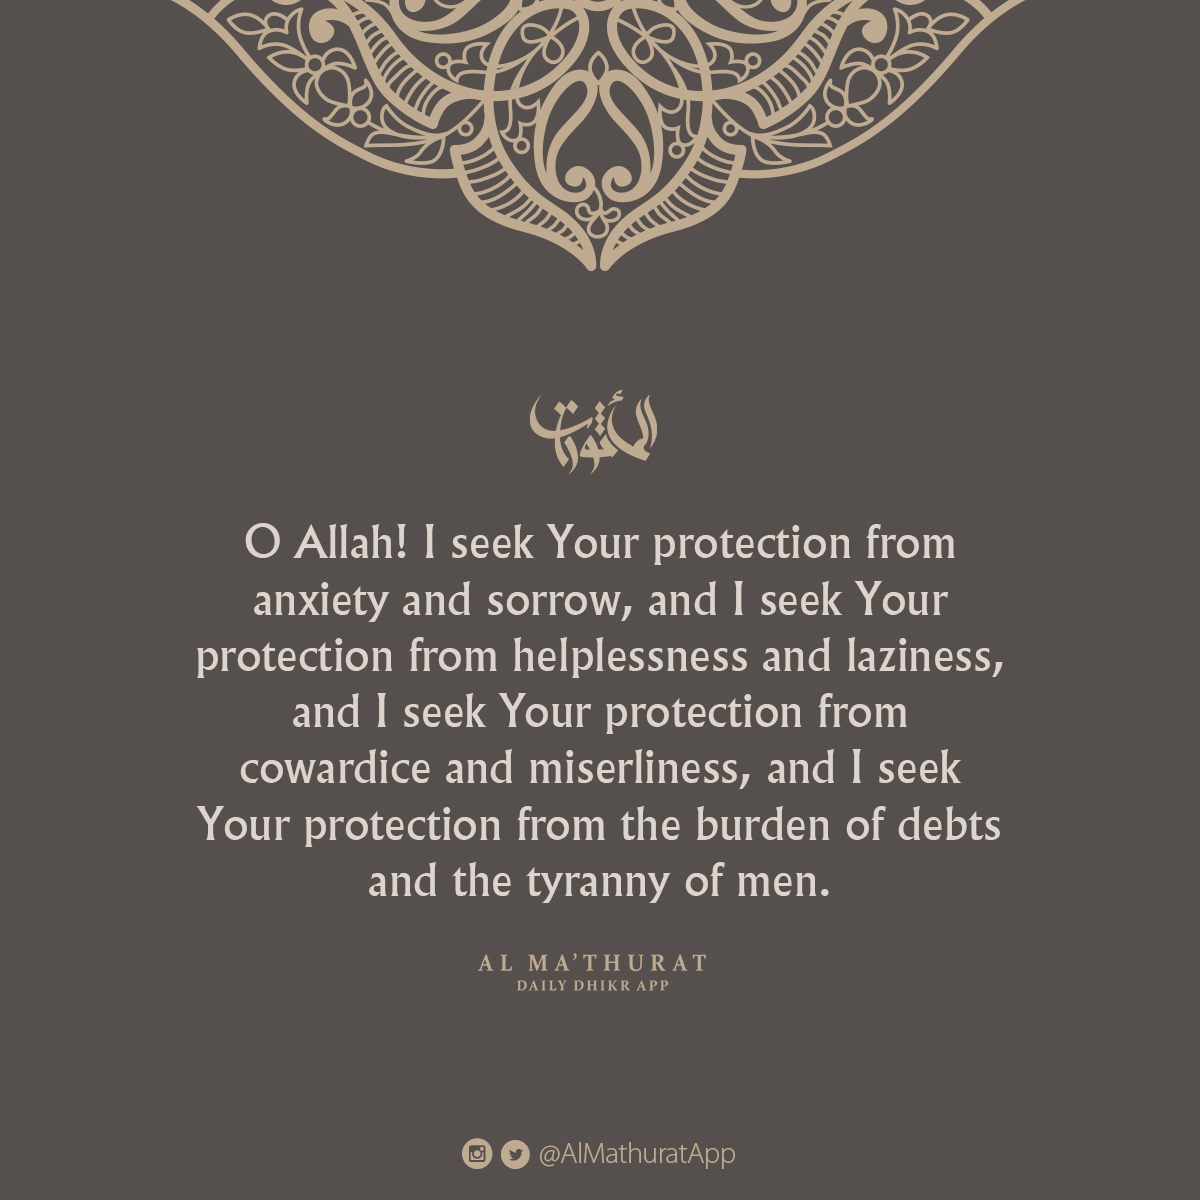 المأثورات
O Allah! I seek Your protection from
anxiety and sorrow, and I seek Your
protection from helplessness and laziness,
and I seek Your protection from
cowardice and miserliness, and I seek
Your protection from the burden of debts
and the tyranny of men.
AL MA’THURAT
DAILY DHIKR APP
@AlMathuratApp